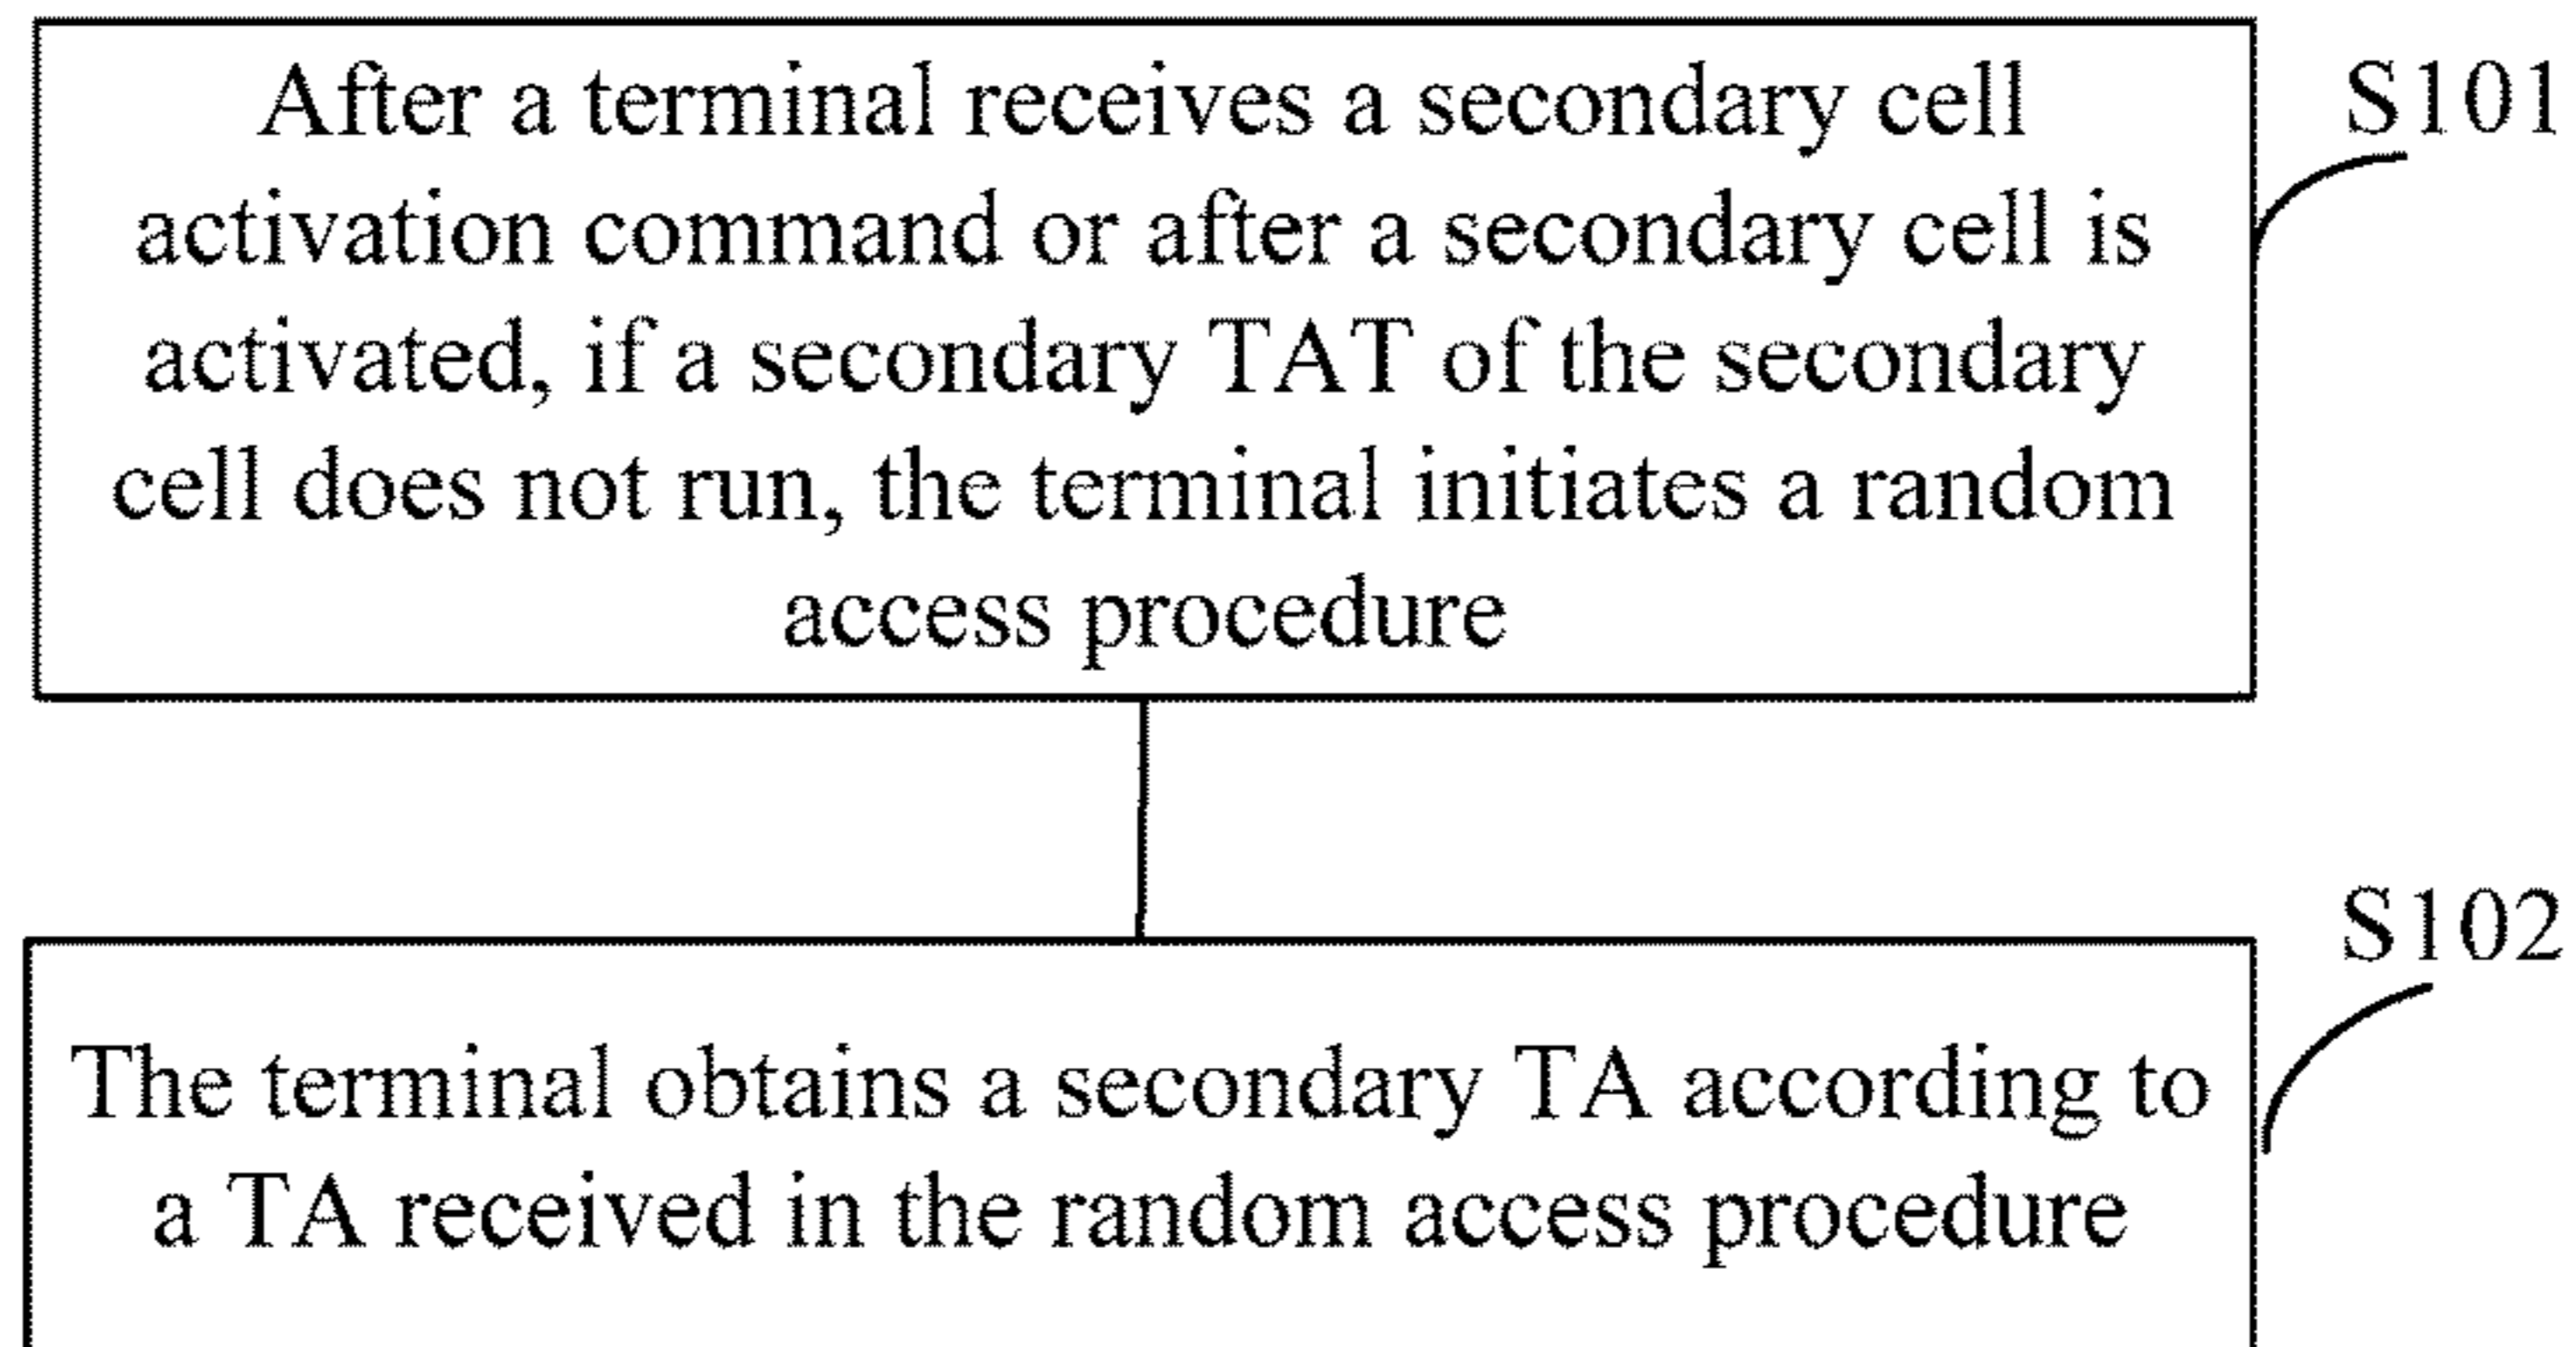 After a terminal receives a secondary cell
S101
activation command or after a secondary cell is
activated, if a secondary TAT of the secondary
cell does not run, the terminal initiates a random
access procedure
S102
The terminal obtains a secondary TA according to
a TA received in the random access procedure